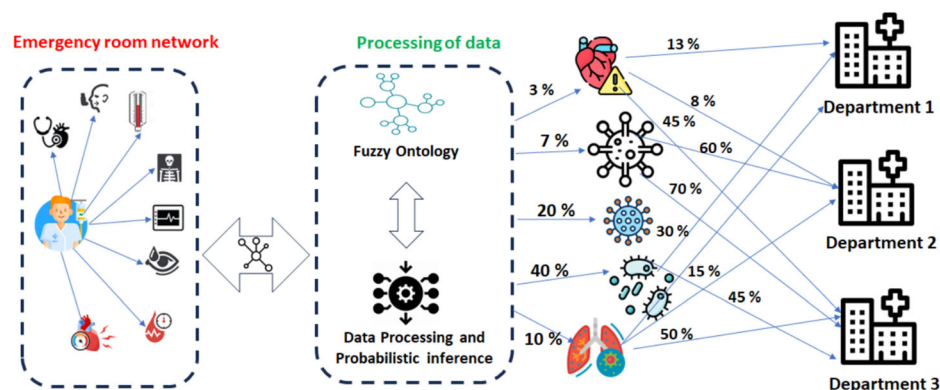 Emergency room network
Processing of data
Fuzzy Ontology
Data Processing and
Probabilistic inference
3 %
7 %
20 %
40 %
10 %
13 %
8 %
45 %
60 %
70 %
30 %
15 %
45 %
50 %
Department 1
Department 2
Department 3